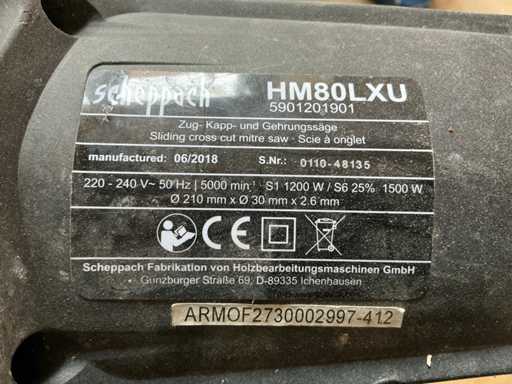 scheppach
HM80LXU
5901201901
Zug- Kapp- und Gehrungssäge
Sliding cross cut mitre saw - Scie à onglet
manufactured: 06/2018 S.Nr.: 0110-48135
220 - 240 V~ 50 Hz | 5000 min⁻¹ S1 1200 W / S6 25% 1500 W
Ø 210 mm x Ø 30 mm x 2.6 mm
CE
Scheppach Fabrikation von Holzbearbeitungsmaschinen GmbH
Günzburger Straße 69, D-89335 Ichenhausen
ARMOF2730002997-412